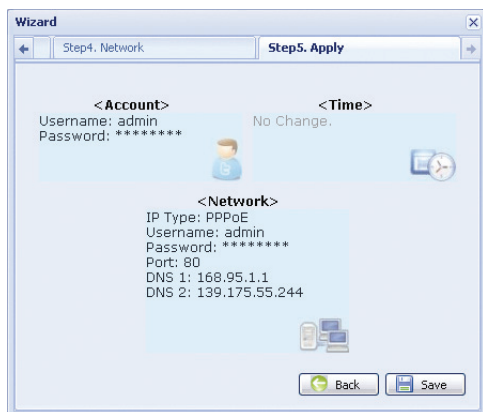 Wizard
Step4. Network
Step5. Apply
<Account>
Username: admin
Password: ********
<Time>
No Change.
<Network>
IP Type: PPPoE
Username: admin
Password: ********
Port: 80
DNS 1: 168.95.1.1
DNS 2: 139.175.55.244
Back
Save